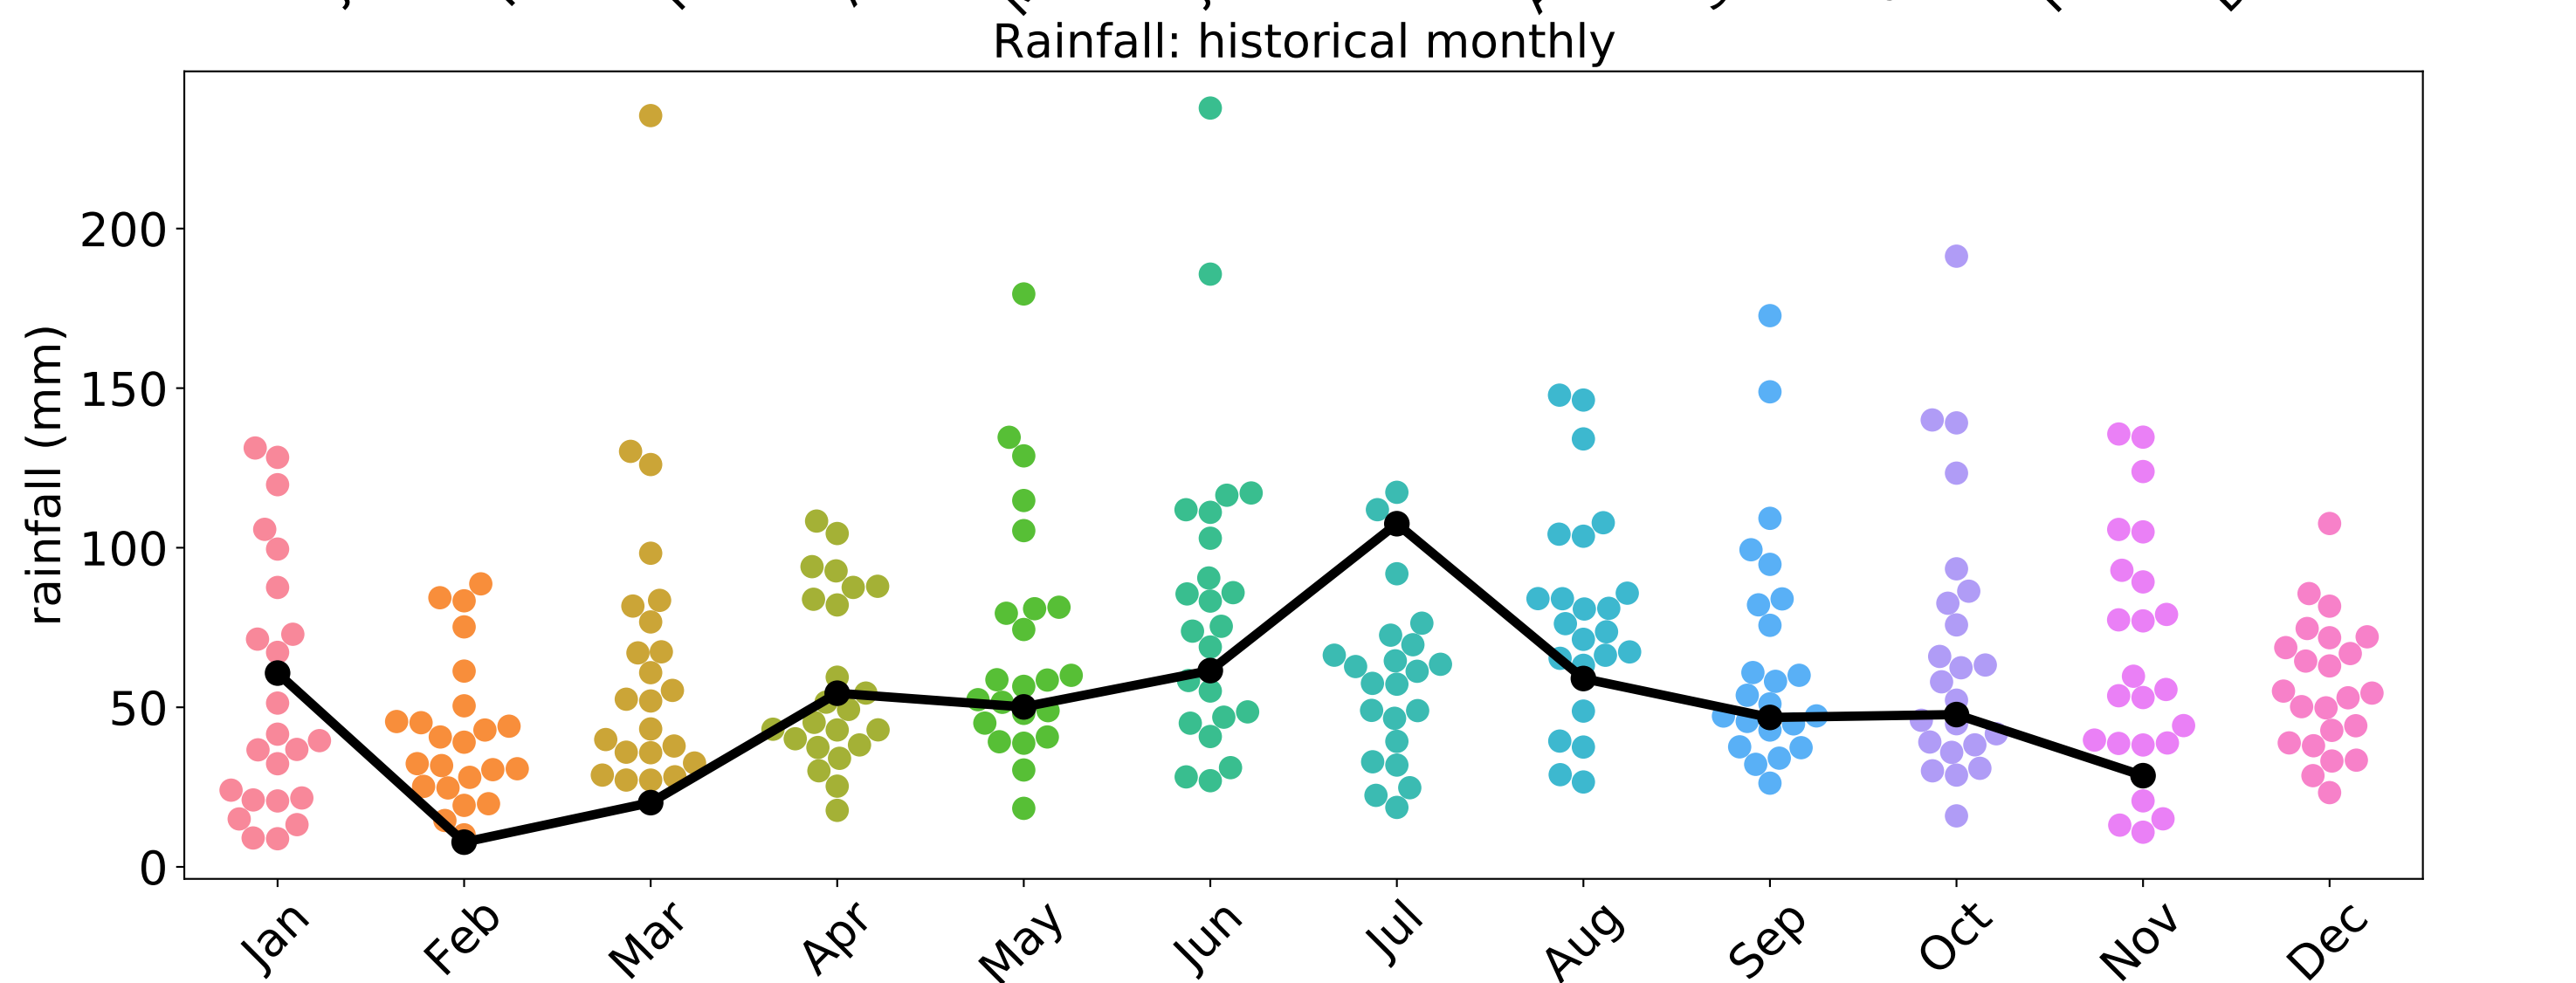 Rainfall: historical monthly
rainfall (mm)
200
150
100
50
0
Jan
Feb
Mar
Apr
May
Jun
Jul
Aug
Sep
Oct
Nov
Dec